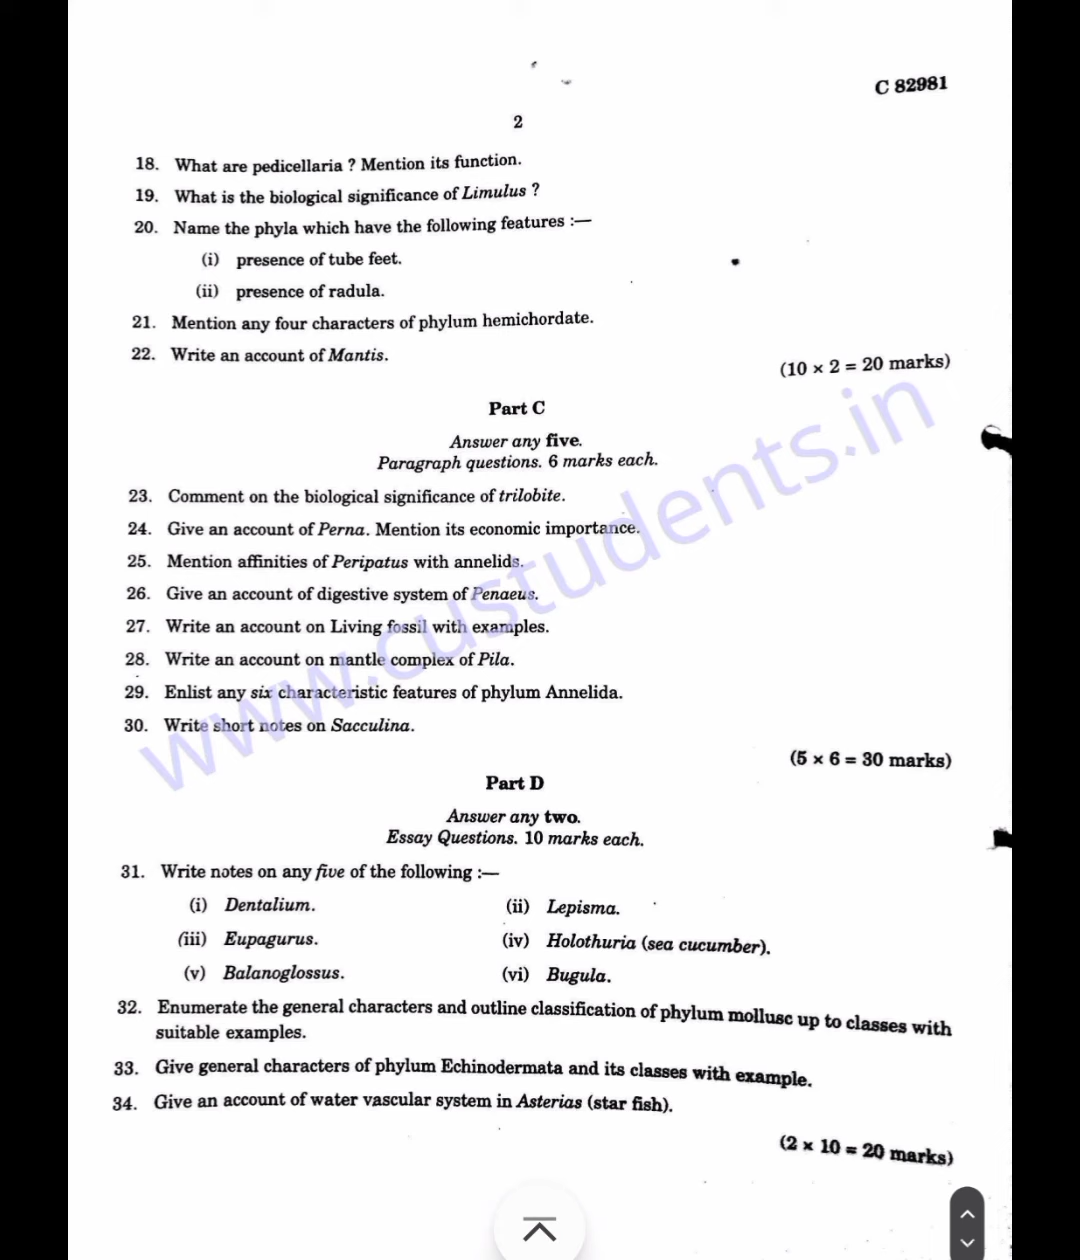 C 82981
2
18. What are pedicellaria ? Mention its function.
19. What is the biological significance of Limulus ?
20. Name the phyla which have the following features :—
(i) presence of tube feet.
(ii) presence of radula.
21. Mention any four characters of phylum hemichordate.
22. Write an account of Mantis.
(10 × 2 = 20 marks)
Part C
Answer any five.
Paragraph questions. 6 marks each.
23. Comment on the biological significance of trilobite.
24. Give an account of Perna. Mention its economic importance.
25. Mention affinities of Peripatus with annelids.
26. Give an account of digestive system of Penaeus.
27. Write an account on Living fossil with examples.
28. Write an account on mantle complex of Pila.
29. Enlist any six characteristic features of phylum Annelida.
30. Write short notes on Sacculina.
(5 × 6 = 30 marks)
Part D
Answer any two.
Essay Questions. 10 marks each.
31. Write notes on any five of the following :—
(i) Dentalium. (ii) Lepisma.
(iii) Eupagurus. (iv) Holothuria (sea cucumber).
(v) Balanoglossus. (vi) Bugula.
32. Enumerate the general characters and outline classification of phylum mollusc up to classes with
suitable examples.
33. Give general characters of phylum Echinodermata and its classes with example.
34. Give an account of water vascular system in Asterias (star fish).
(2 × 10 = 20 marks)
www.custudents.in